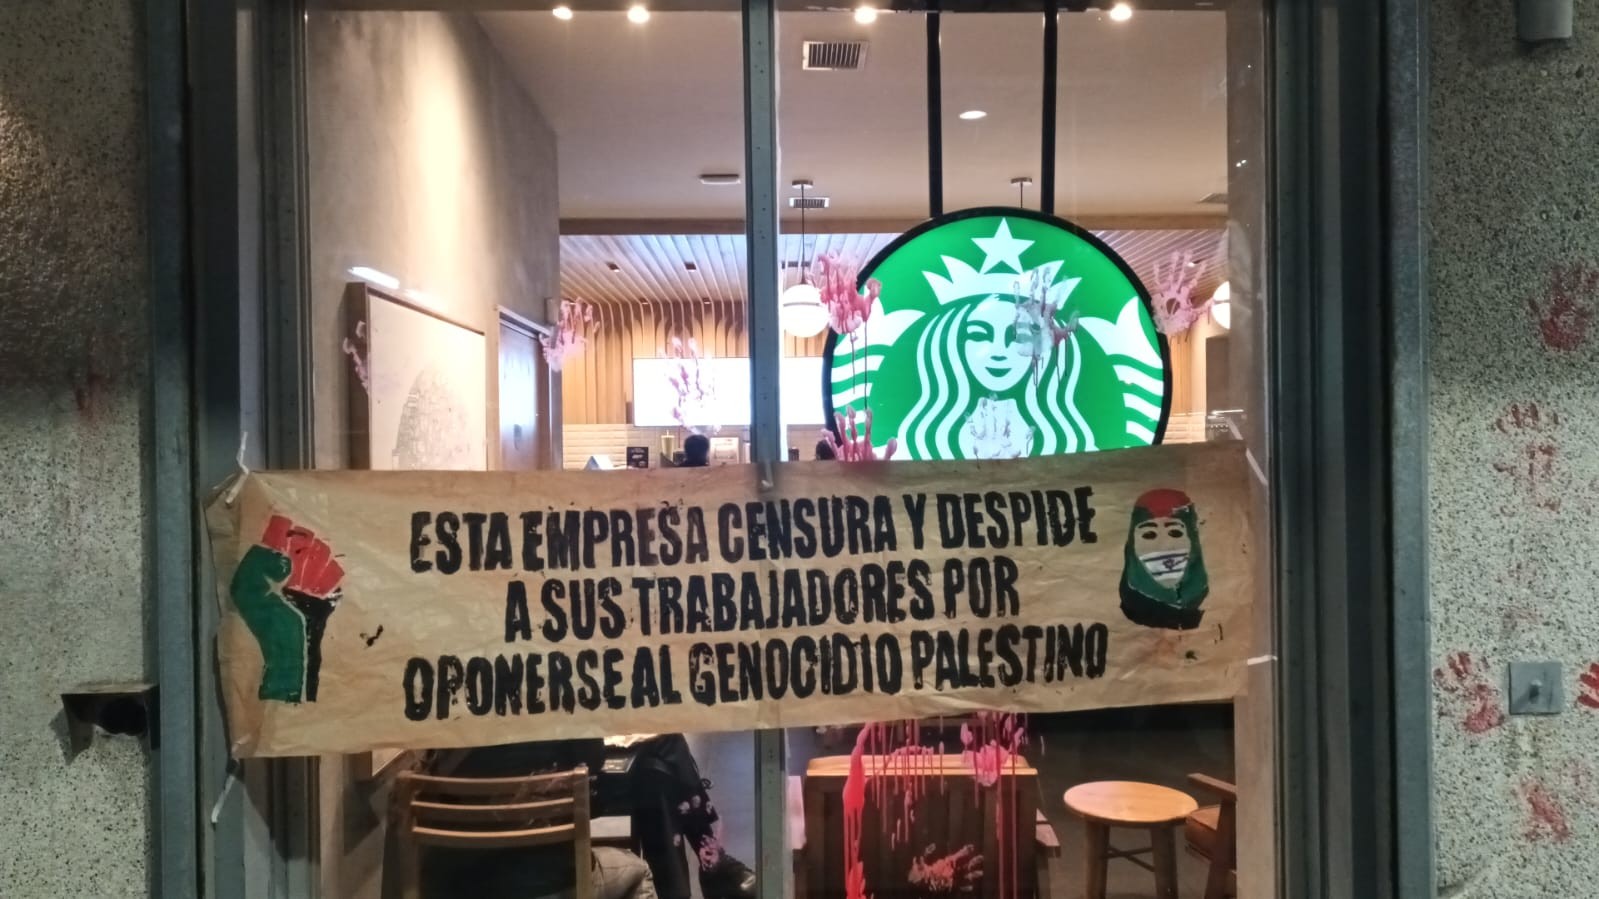 ESTA EMPRESA CENSURA Y DESPIDE
A SUS TRABAJADORES POR
OPONERSE AL GENOCIDIO PALESTINO